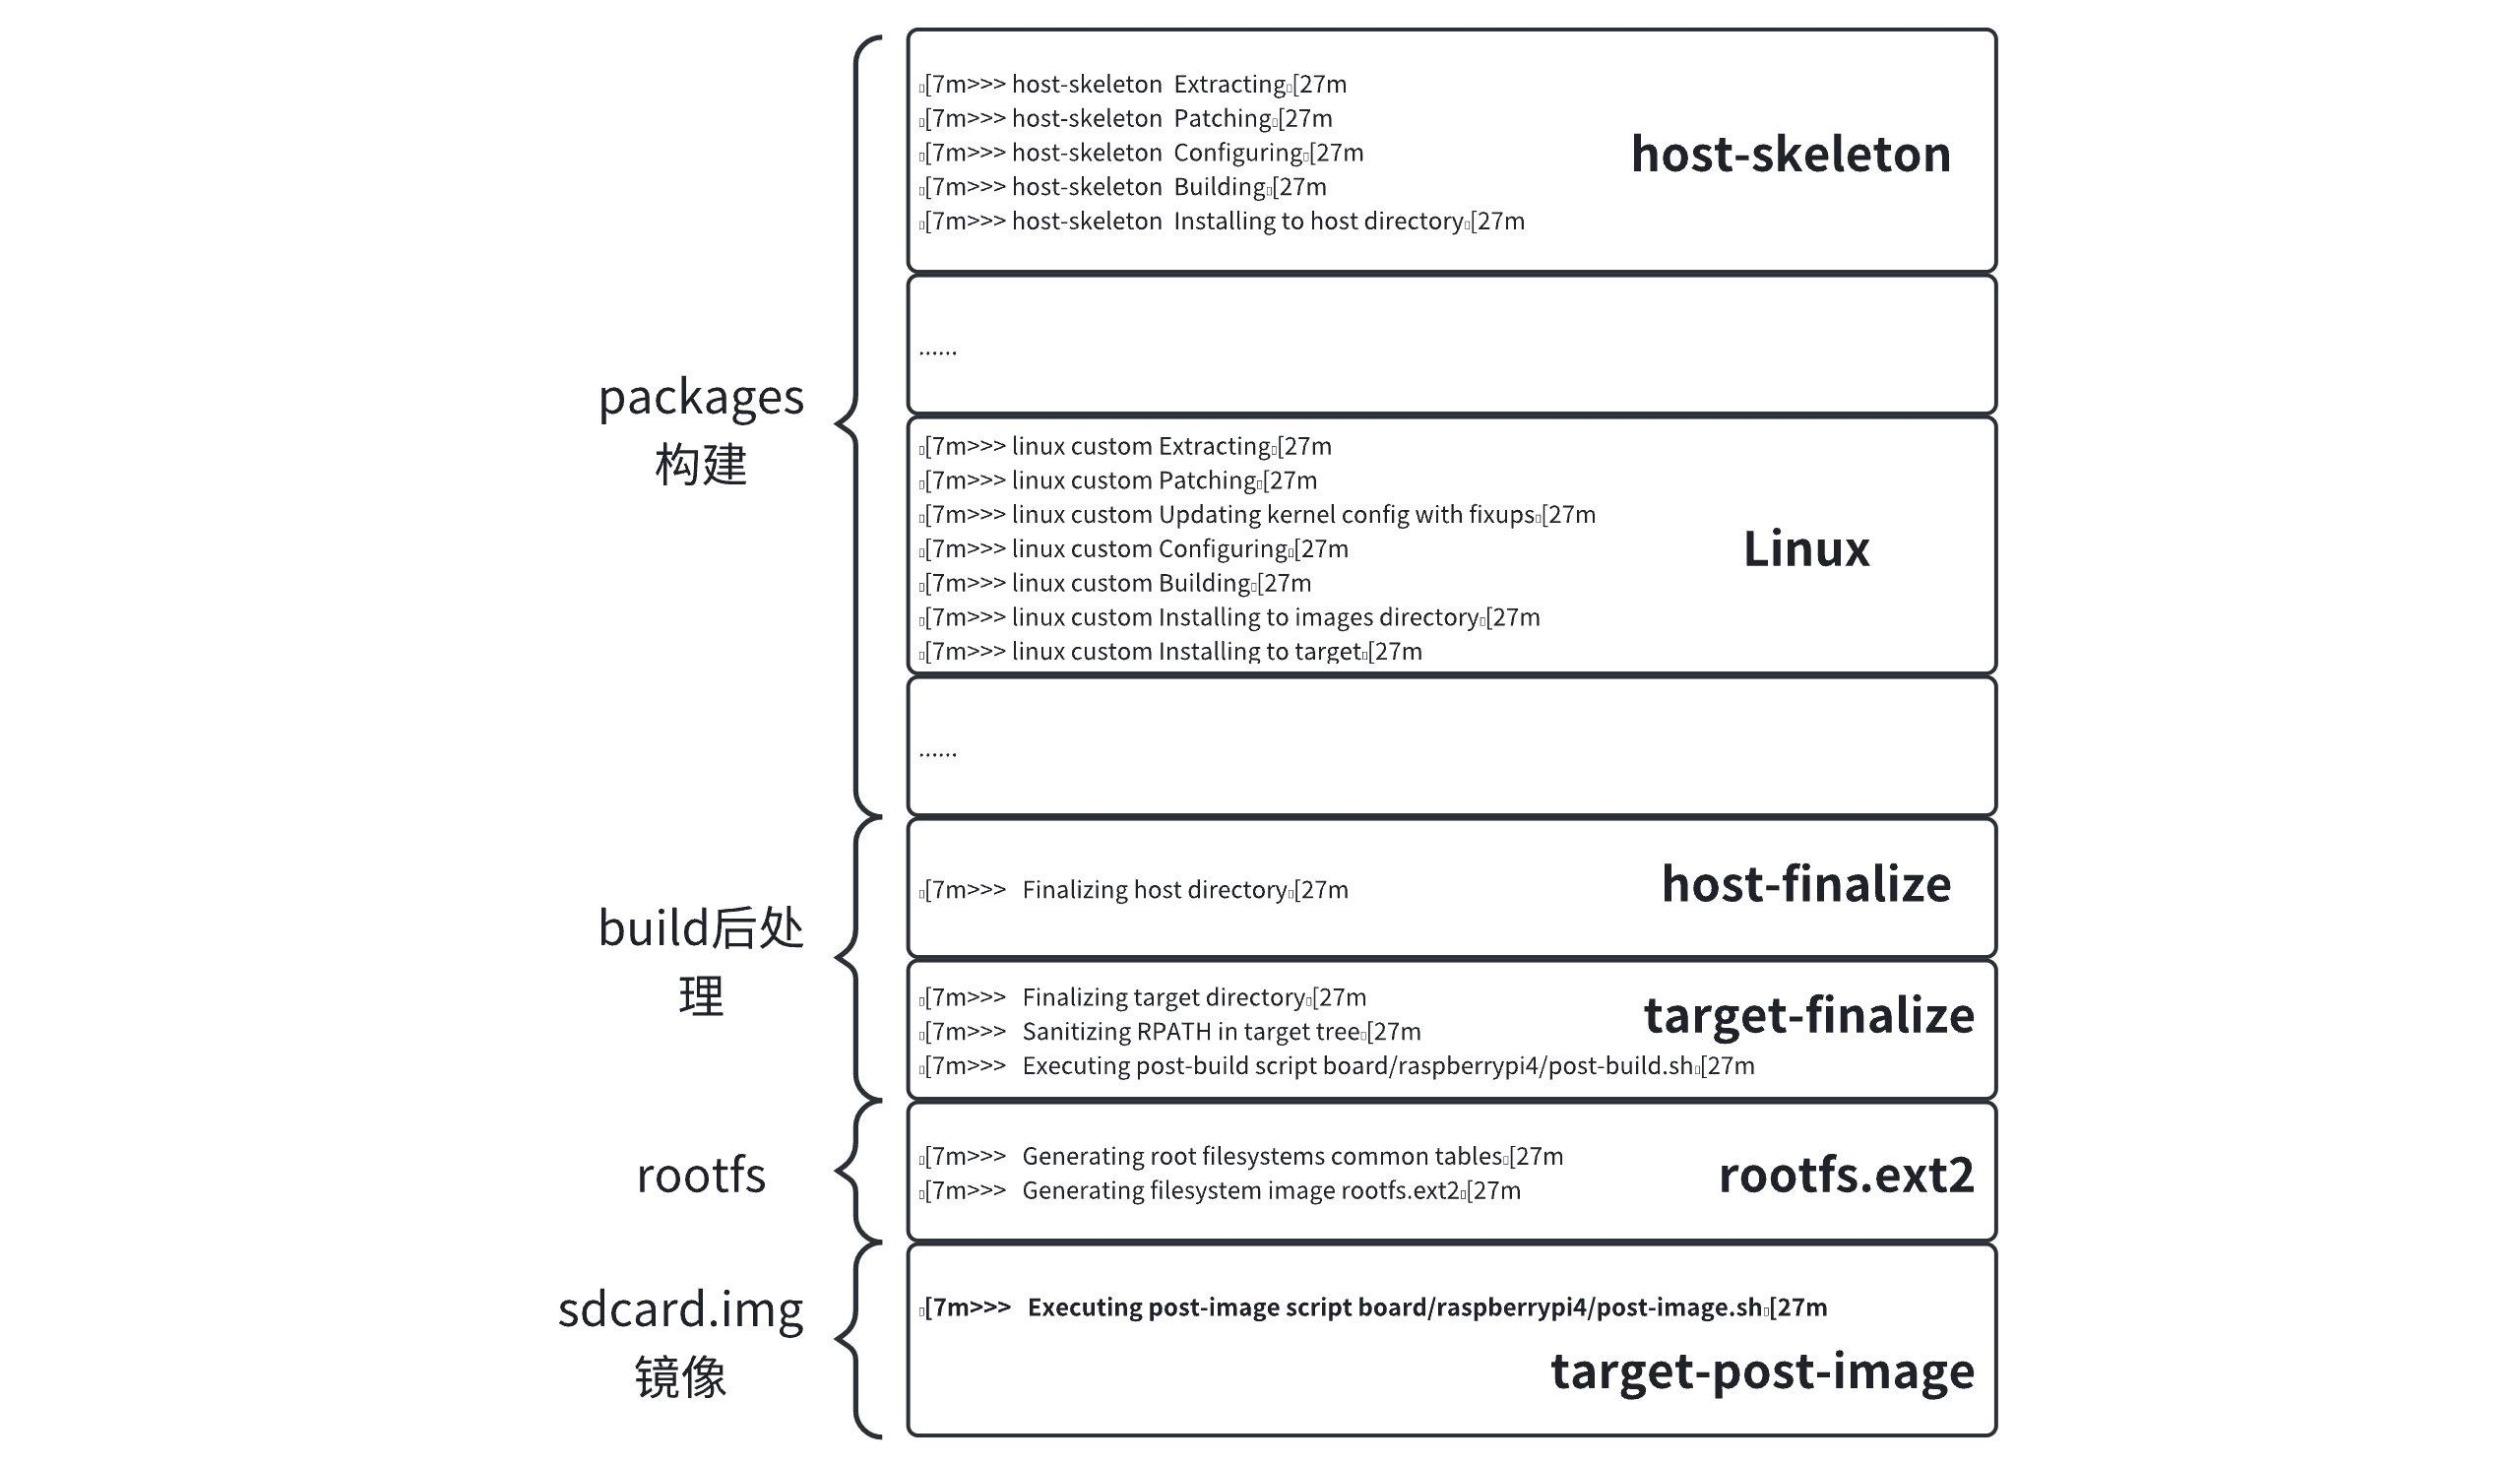 packages
构建
▯[7m>>> host-skeleton  Extracting▯[27m
▯[7m>>> host-skeleton  Patching▯[27m
▯[7m>>> host-skeleton  Configuring▯[27m
▯[7m>>> host-skeleton  Building▯[27m
▯[7m>>> host-skeleton  Installing to host directory▯[27m
host-skeleton
......
▯[7m>>> linux custom Extracting▯[27m
▯[7m>>> linux custom Patching▯[27m
▯[7m>>> linux custom Updating kernel config with fixups▯[27m
▯[7m>>> linux custom Configuring▯[27m
▯[7m>>> linux custom Building▯[27m
▯[7m>>> linux custom Installing to images directory▯[27m
▯[7m>>> linux custom Installing to target▯[27m
Linux
......
build后处
理
▯[7m>>>   Finalizing host directory▯[27m
host-finalize
▯[7m>>>   Finalizing target directory▯[27m
▯[7m>>>   Sanitizing RPATH in target tree▯[27m
▯[7m>>>   Executing post-build script board/raspberrypi4/post-build.sh▯[27m
target-finalize
rootfs
▯[7m>>>   Generating root filesystems common tables▯[27m
▯[7m>>>   Generating filesystem image rootfs.ext2▯[27m
rootfs.ext2
sdcard.img
镜像
▯[7m>>>   Executing post-image script board/raspberrypi4/post-image.sh▯[27m
target-post-image